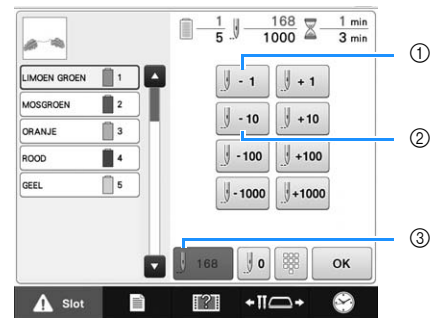 1 168 1 min
5 1000 3 min
LIMOEN GROEN 1
MOSGROEN 2
ORANJE 3
ROOD 4
GEEL 5
- 1 + 1
- 10 +10
-100 +100
-1000 +1000
168 0 OK
Slot ?
①
②
③